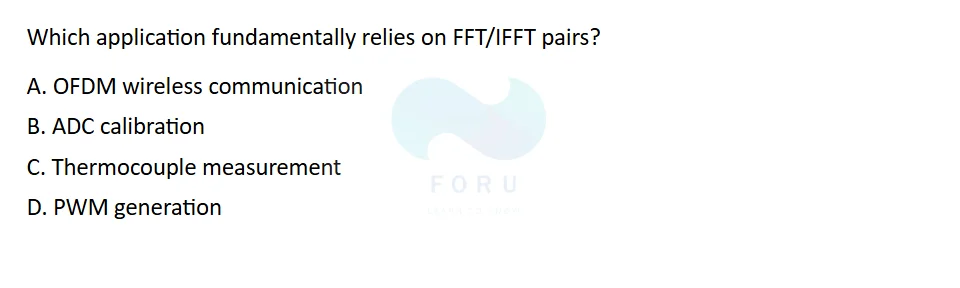 Which application fundamentally relies on FFT/IFFT pairs?
A. OFDM wireless communication
B. ADC calibration
C. Thermocouple measurement
D. PWM generation
FORU